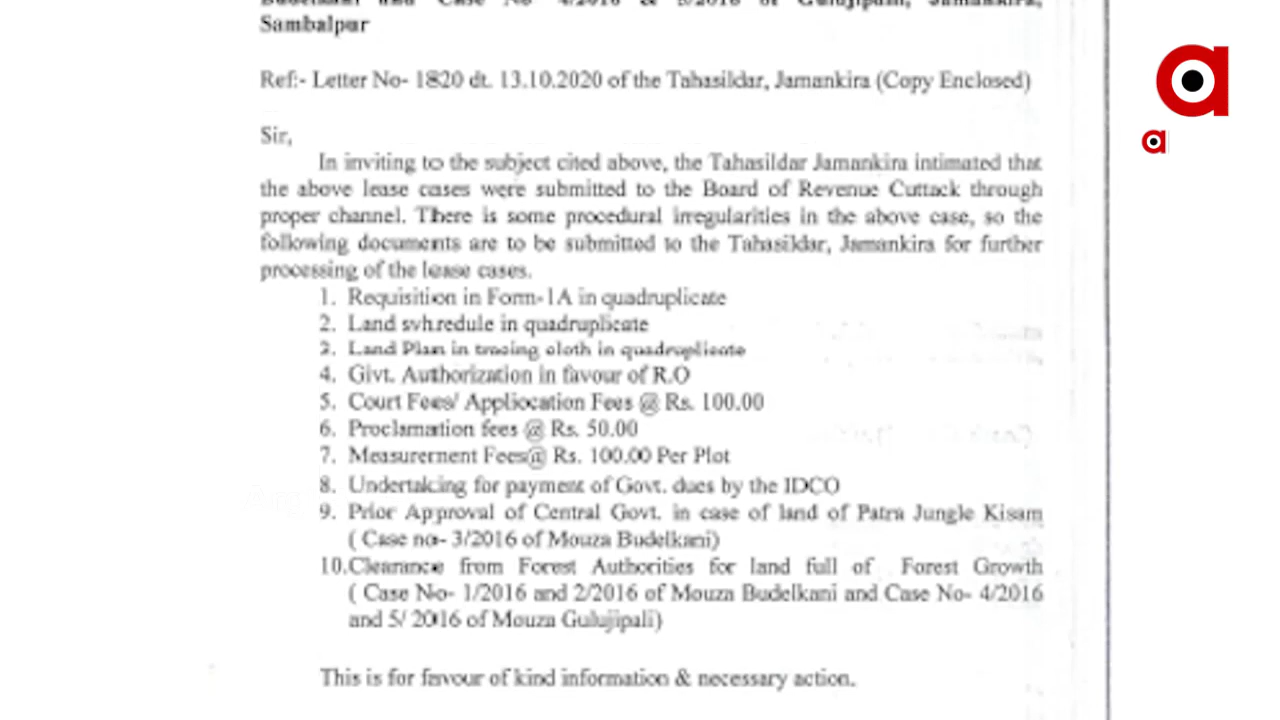 Budelkani and Case No- 4/2016 & 5/2016 of Gulujipali, Jamankira,
Sambalpur
Ref:- Letter No- 1820 dt. 13.10.2020 of the Tahasildar, Jamankira (Copy Enclosed)
Sir,
In inviting to the subject cited above, the Tahasildar Jamankira intimated that
the above lease cases were submitted to the Board of Revenue Cuttack through
proper channel. There is some procedural irregularities in the above case, so the
following documents are to be submitted to the Tahasildar, Jamankira for further
processing of the lease cases.
1. Requisition in Form-1A in quadruplicate
2. Land svh.redule in quadruplicate
3. Land Plan in tracing cloth in quadruplicate
4. Givt. Authorization in favour of R.O
5. Court Fees/ Appliocation Fees @ Rs. 100.00
6. Proclamation fees @ Rs. 50.00
7. Measurement Fees@ Rs. 100.00 Per Plot
8. Undertaking for payment of Govt. dues by the IDCO
9. Prior Approval of Central Govt. in case of land of Patra Jungle Kisam
( Case no- 3/2016 of Mouza Budelkani)
10.Clearance from Forest Authorities for land full of Forest Growth
( Case No- 1/2016 and 2/2016 of Mouza Budelkani and Case No- 4/2016
and 5/ 2016 of Mouza Gulujipali)
This is for favour of kind information & necessary action.